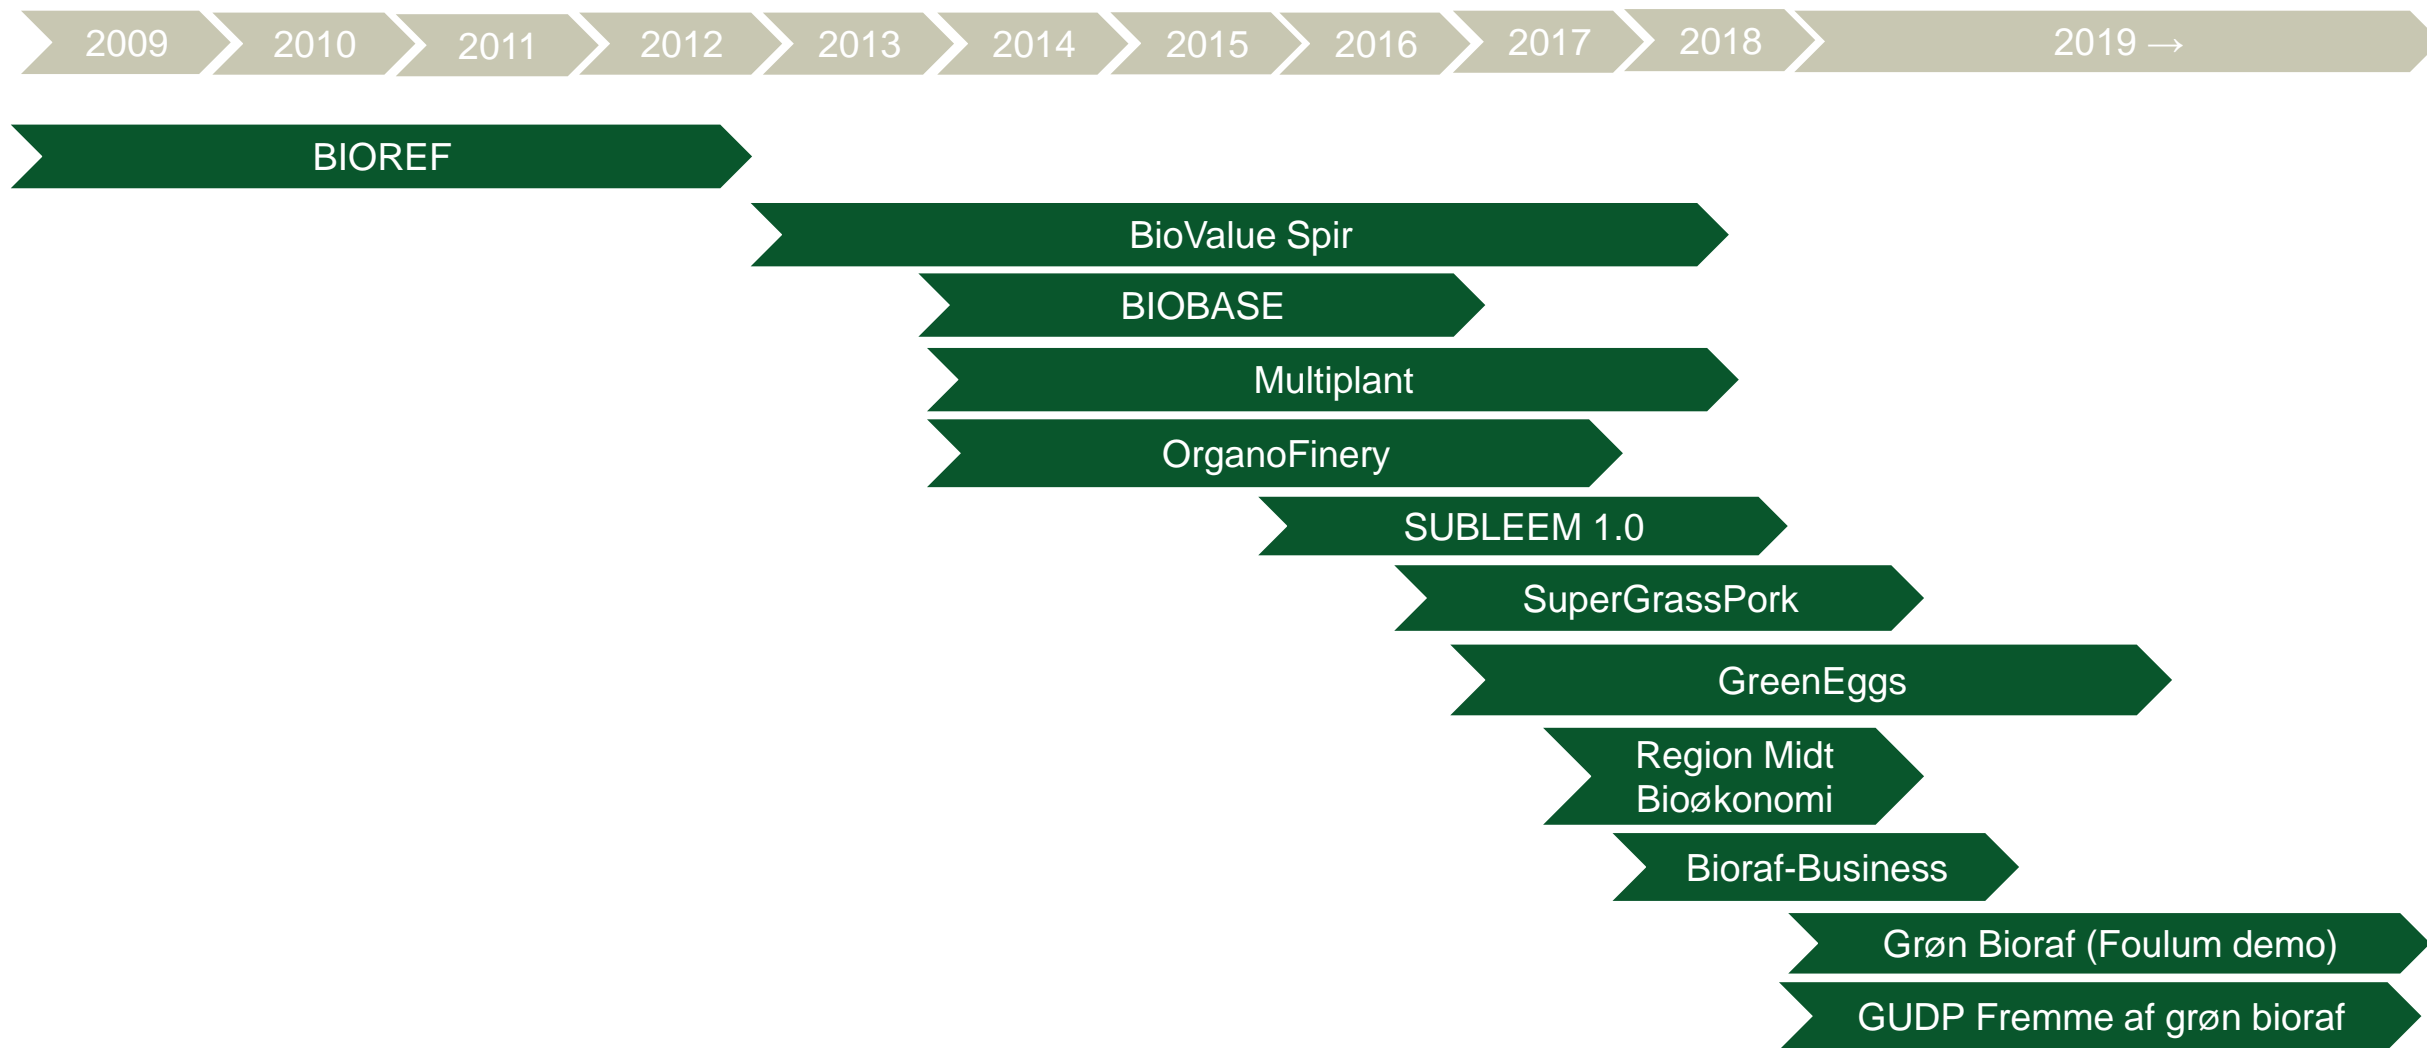 2009
2010
2011
2012
2013
2014
2015
2016
2017
2018
2019 →
BIOREF
BioValue Spir
BIOBASE
Multiplant
OrganoFinery
SUBLEEM 1.0
SuperGrassPork
GreenEggs
Region Midt
Bioøkonomi
Bioraf-Business
Grøn Bioraf (Foulum demo)
GUDP Fremme af grøn bioraf